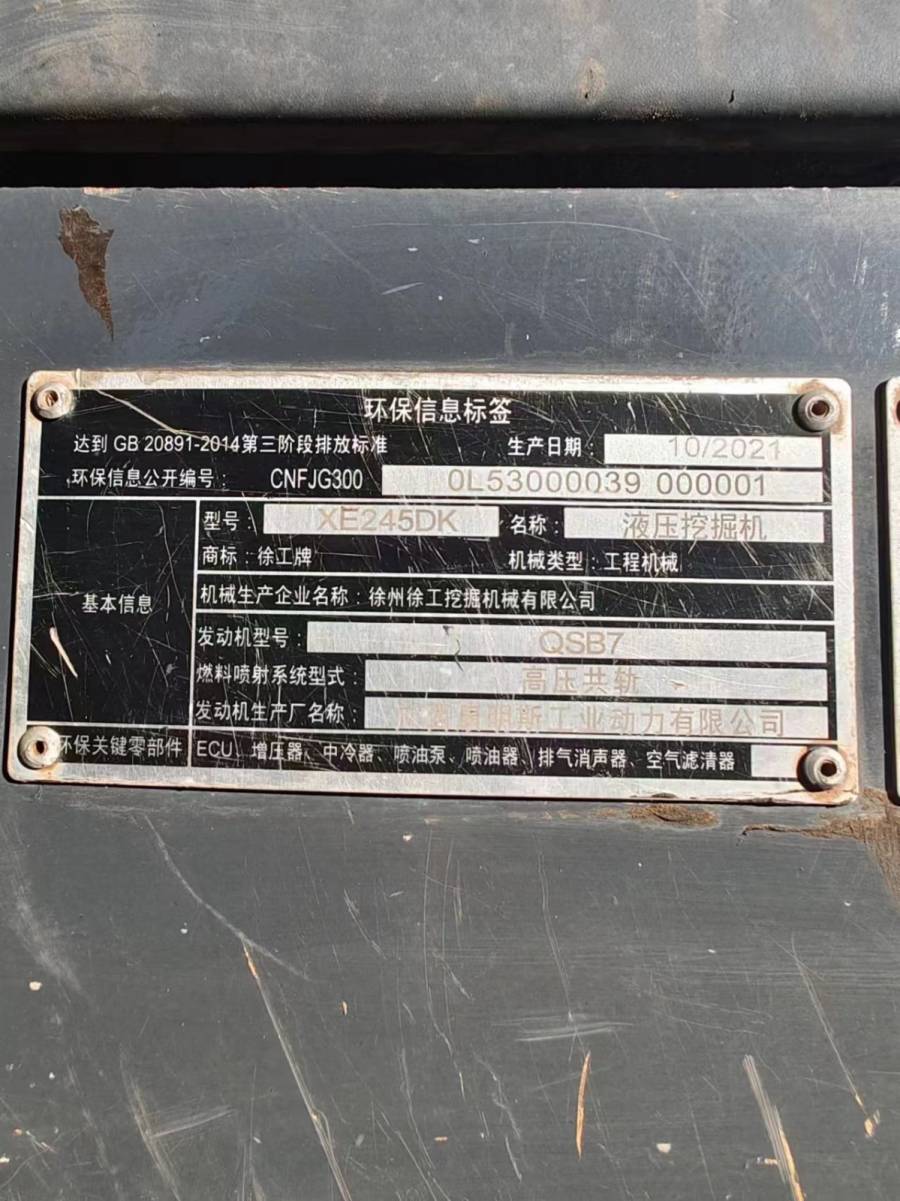 环保信息标签
达到 GB 20891-2014第三阶段排放标准 生产日期： 10/2021
环保信息公开编号： CNFJG300 0L53000039 000001
基本信息
型号： XE245DK 名称： 液压挖掘机
商标：徐工牌 机械类型：工程机械
机械生产企业名称：徐州徐工挖掘机械有限公司
发动机型号： QSB7
燃料喷射系统型式： 高压共轨
发动机生产厂名称： 康明斯工业动力有限公司
环保关键零部件 ECU、增压器、中冷器、喷油泵、喷油器、排气消声器、空气滤清器